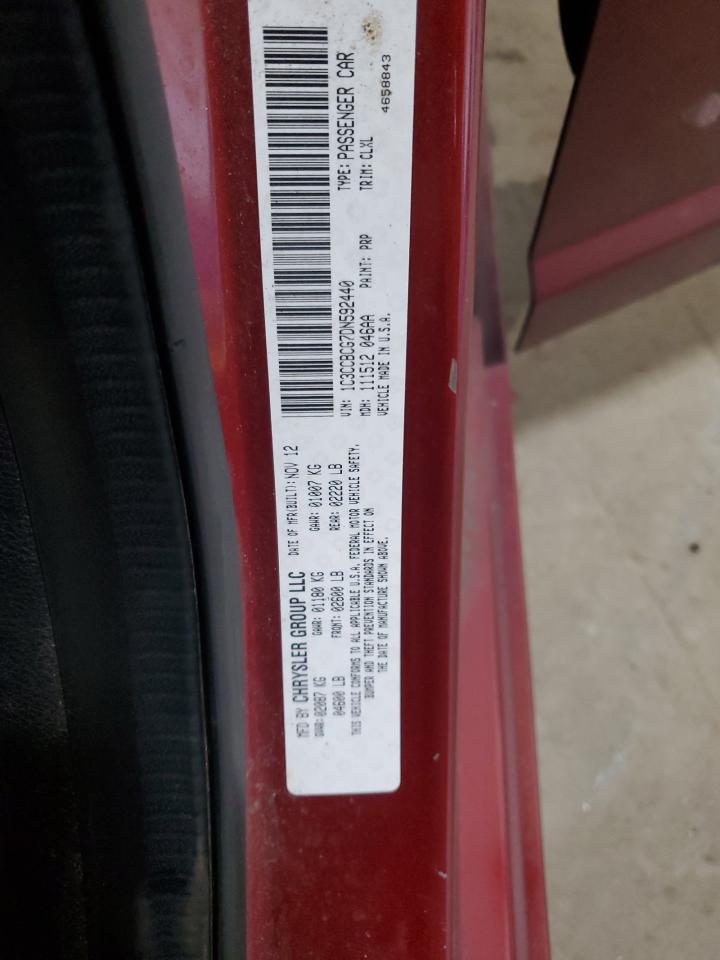 MFD BY CHRYSLER GROUP LLC DATE OF MFR(BUILT): NOV 12
GVWR: 02087 KG GAWR: 01180 KG GAWR: 01007 KG
04600 LB FRONT: 02600 LB REAR: 02220 LB
THIS VEHICLE CONFORMS TO ALL APPLICABLE U.S.A. FEDERAL MOTOR VEHICLE SAFETY,
BUMPER AND THEFT PREVENTION STANDARDS IN EFFECT ON
THE DATE OF MANUFACTURE SHOWN ABOVE.
VIN: 1C3CCBCG7DN592440 TYPE: PASSENGER CAR
MDH: 111512 046AA PAINT: PRP TRIM: CLXL
VEHICLE MADE IN U.S.A.
4658843